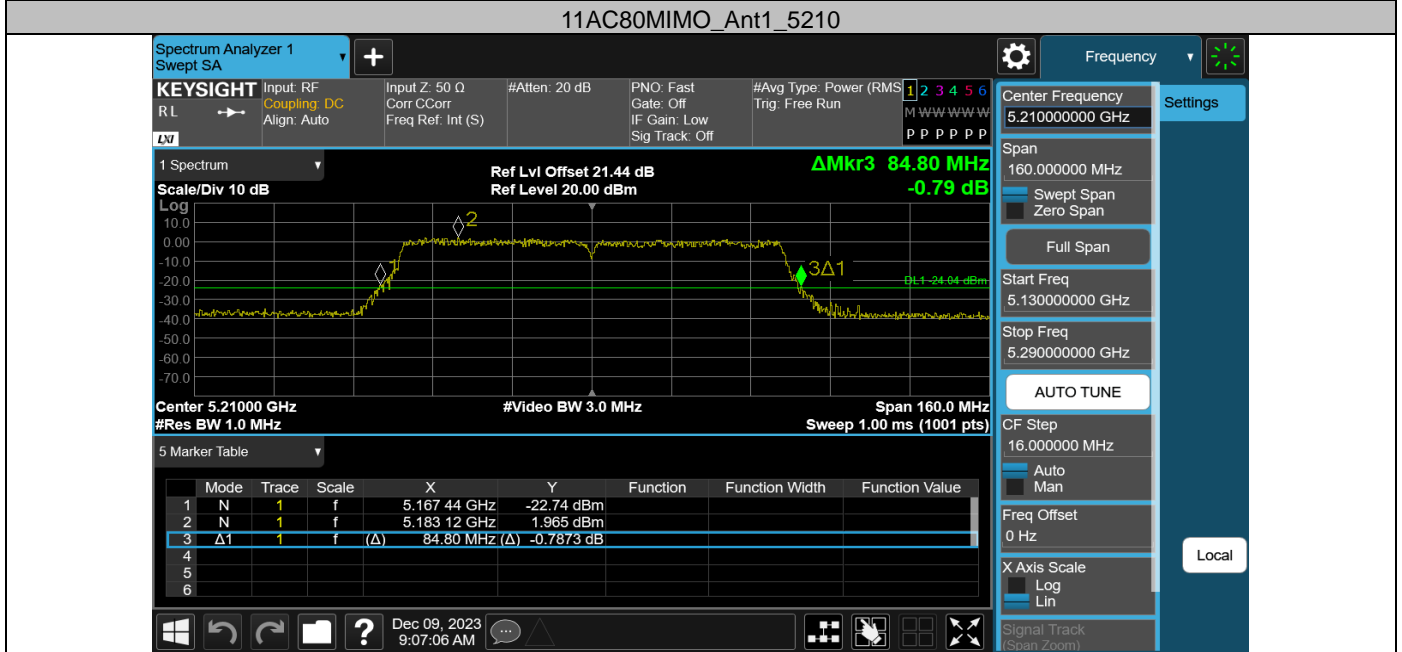 11AC80MIMO_Ant1_5210
Spectrum Analyzer 1
Swept SA
+
Frequency
KEYSIGHT
RL
LXI
Input: RF
Coupling: DC
Align: Auto
Input Z: 50 Ω
Corr CCorr
Freq Ref: Int (S)
#Atten: 20 dB
PNO: Fast
Gate: Off
IF Gain: Low
Sig Track: Off
#Avg Type: Power (RMS
Trig: Free Run
1 2 3 4 5 6
M W W W W W
P P P P P P
Center Frequency
5.210000000 GHz
Settings
Span
160.000000 MHz
Swept Span
Zero Span
Full Span
Start Freq
5.130000000 GHz
Stop Freq
5.290000000 GHz
AUTO TUNE
CF Step
16.000000 MHz
Auto
Man
Freq Offset
0 Hz
X Axis Scale
Log
Lin
Signal Track
(Span Zoom)
Local
1 Spectrum
Scale/Div 10 dB
Ref Lvl Offset 21.44 dB
Ref Level 20.00 dBm
ΔMkr3 84.80 MHz
-0.79 dB
Log
10.0
0.00
-10.0
-20.0
-30.0
-40.0
-50.0
-60.0
-70.0
2
1
3Δ1
DL1 -24.04 dBm
Center 5.21000 GHz
#Video BW 3.0 MHz
Span 160.0 MHz
#Res BW 1.0 MHz
Sweep 1.00 ms (1001 pts)
5 Marker Table
Mode Trace Scale X Y Function Function Width Function Value
1 N 1 f 5.167 44 GHz -22.74 dBm
2 N 1 f 5.183 12 GHz 1.965 dBm
3 Δ1 1 f (Δ) 84.80 MHz (Δ) -0.7873 dB
4
5
6
?
Dec 09, 2023
9:07:06 AM